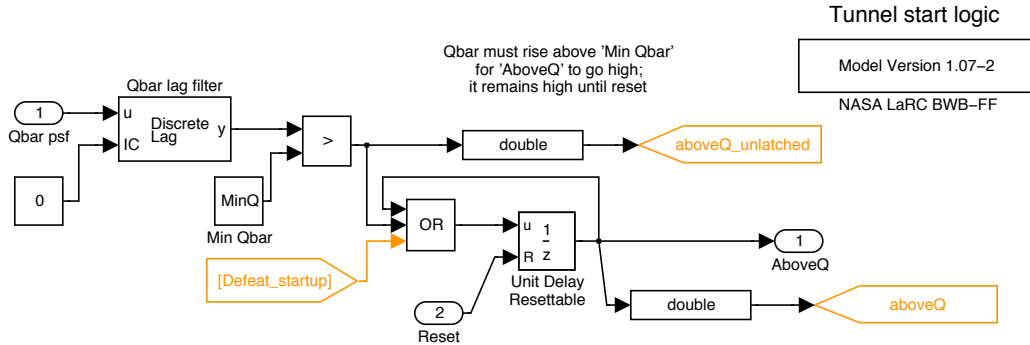 Tunnel start logic
Qbar must rise above 'Min Qbar'
for 'AboveQ' to go high;
it remains high until reset
Model Version 1.07−2
NASA LaRC BWB−FF
Qbar lag filter
1
Qbar psf
u
IC
Discrete
Lag
y
0
>
MinQ
Min Qbar
double
aboveQ_unlatched
OR
[Defeat_startup]
u
R
1
z
Unit Delay
Resettable
2
Reset
1
AboveQ
double
aboveQ